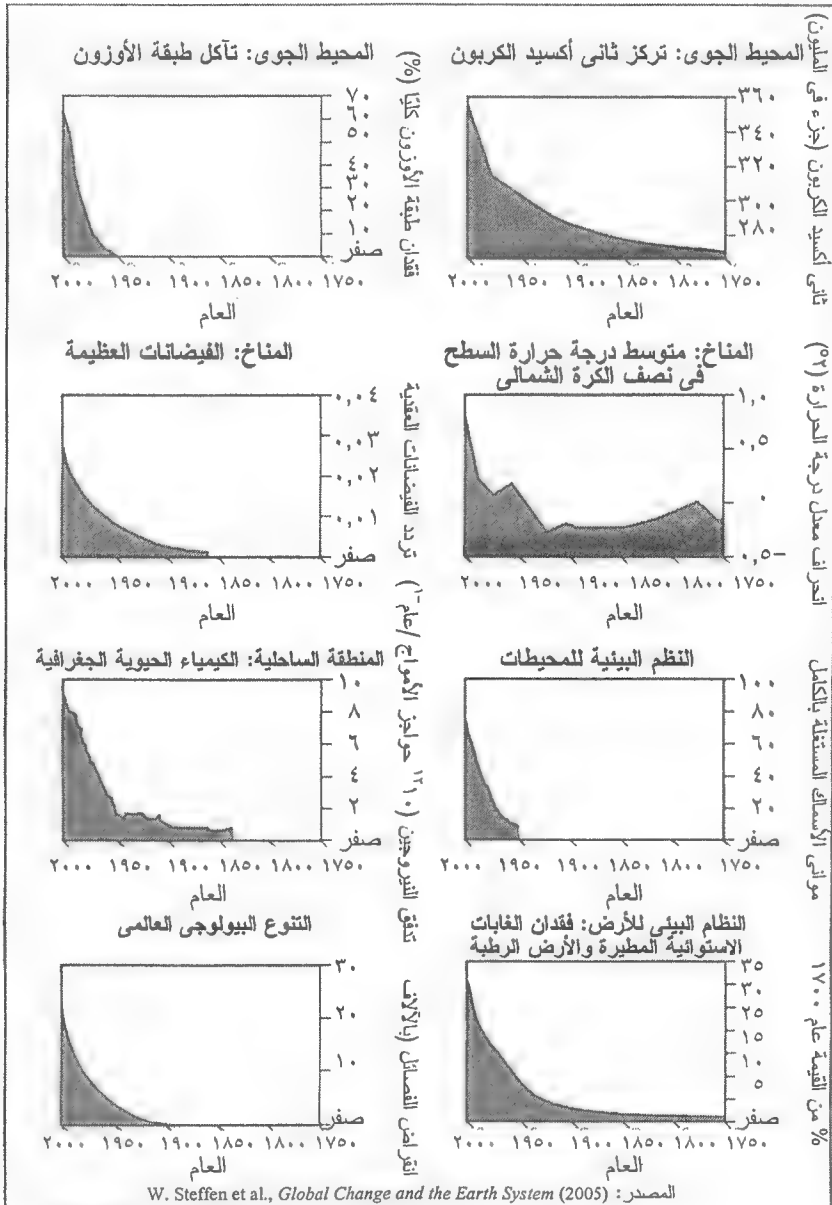 المحيط الجوى: تركز ثانى أكسيد الكربون
ثانى أكسيد الكربون (جزء فى المليون)
٣٦٠
٣٤٠
٣٢٠
٣٠٠
٢٨٠
١٧٥٠ ١٨٠٠ ١٨٥٠ ١٩٠٠ ١٩٥٠ ٢٠٠٠
العام
المحيط الجوى: تآكل طبقة الأوزون
فقدان طبقة الأوزون كليًا (%)
٧٠
٦٠
٥٠
٤٠
٣٠
٢٠
١٠
صفر
١٧٥٠ ١٨٠٠ ١٨٥٠ ١٩٠٠ ١٩٥٠ ٢٠٠٠
العام
المناخ: متوسط درجة حرارة السطح
فى نصف الكرة الشمالى
انحراف معدل درجة الحرارة (°٢)
١,٠
٠,٥
٠
٠,٥-
١٧٥٠ ١٨٠٠ ١٨٥٠ ١٩٠٠ ١٩٥٠ ٢٠٠٠
العام
المناخ: الفيضانات العظيمة
تردد الفيضانات العقدية
٠,٠٤
٠,٠٣
٠,٠٢
٠,٠١
صفر
١٧٥٠ ١٨٠٠ ١٨٥٠ ١٩٠٠ ١٩٥٠ ٢٠٠٠
العام
النظم البيئية للمحيطات
موانى الأسماك المستغلة بالكامل
١٠٠
٨٠
٦٠
٤٠
٢٠
صفر
١٧٥٠ ١٨٠٠ ١٨٥٠ ١٩٠٠ ١٩٥٠ ٢٠٠٠
العام
المنطقة الساحلية: الكيمياء الحيوية الجغرافية
تدفق النيروجين (١٠¹² حواجز الأمواج/عام⁻¹)
١٠
٨
٦
٤
٢
صفر
١٧٥٠ ١٨٠٠ ١٨٥٠ ١٩٠٠ ١٩٥٠ ٢٠٠٠
العام
النظام البيئى للأرض: فقدان الغابات
الاستوائية المطيرة والأرض الرطبة
% من القيمة عام ١٧٠٠
٣٥
٣٠
٢٥
١٥
١٠
٥
صفر
١٧٥٠ ١٨٠٠ ١٨٥٠ ١٩٠٠ ١٩٥٠ ٢٠٠٠
العام
التنوع البيولوجى العالمى
انقراض الفصائل (بالآلاف
٣٠
٢٠
١٠
صفر
١٧٥٠ ١٨٠٠ ١٨٥٠ ١٩٠٠ ١٩٥٠ ٢٠٠٠
العام
المصدر: W. Steffen et al., Global Change and the Earth System (2005)